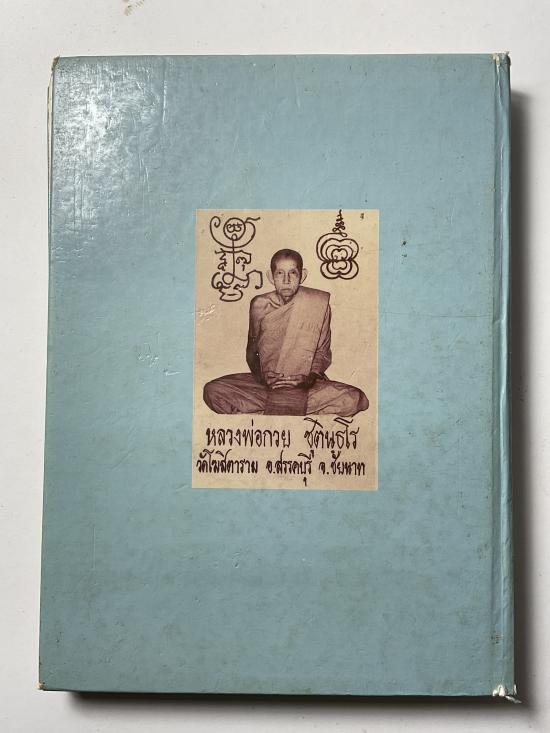 หลวงพ่อกวย ชุตินฺธโร
วัดโฆสิตาราม อ.สรรคบุรี จ.ชัยนาท